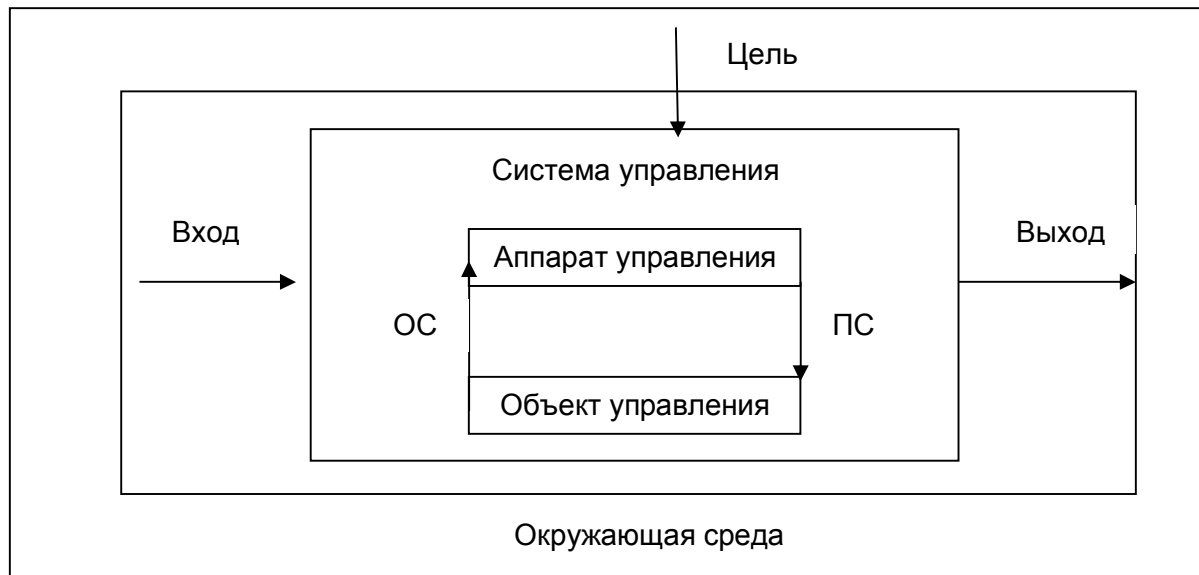 Цель
Система управления
Вход
Выход
Аппарат управления
ОС
ПС
Объект управления
Окружающая среда